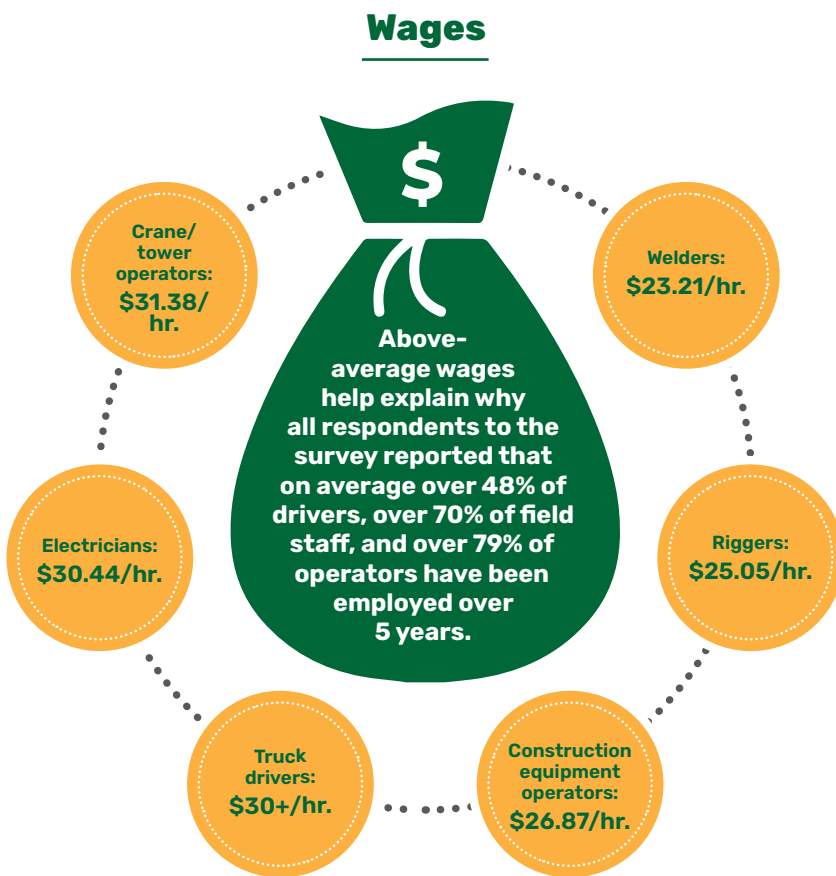 Wages
$
Crane/
tower
operators:
$31.38/
hr.
Welders:
$23.21/hr.
Above-
average wages
help explain why
all respondents to the
survey reported that
on average over 48% of
drivers, over 70% of field
staff, and over 79% of
operators have been
employed over
5 years.
Electricians:
$30.44/hr.
Riggers:
$25.05/hr.
Truck
drivers:
$30+/hr.
Construction
equipment
operators:
$26.87/hr.